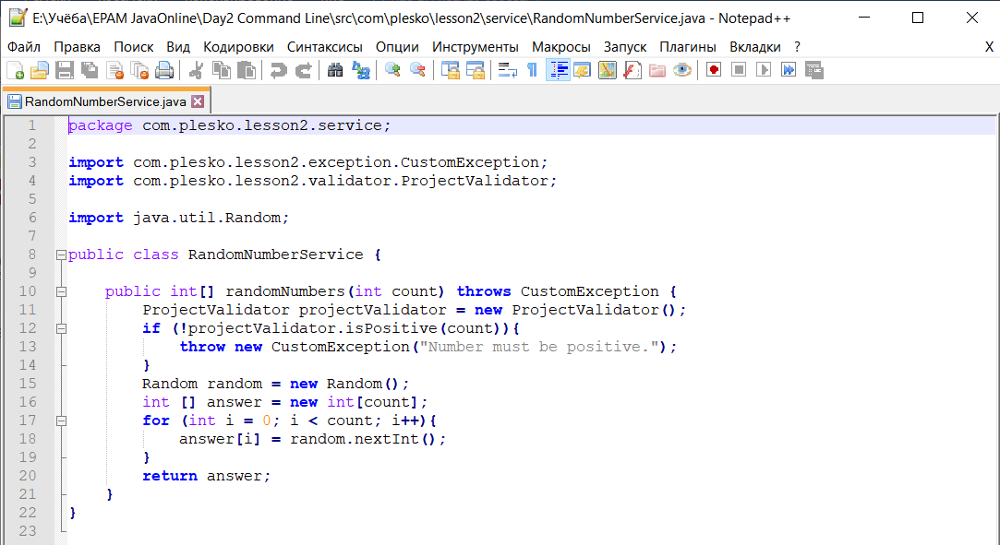 E:\Учёба\EPAM JavaOnline\Day2 Command Line\src\com\plesko\lesson2\service\RandomNumberService.java - Notepad++
Файл Правка Поиск Вид Кодировки Синтаксисы Опции Инструменты Макросы Запуск Плагины Вкладки ? X
RandomNumberService.java
1 package com.plesko.lesson2.service;
2
3 import com.plesko.lesson2.exception.CustomException;
4 import com.plesko.lesson2.validator.ProjectValidator;
5
6 import java.util.Random;
7
8 public class RandomNumberService {
9
10     public int[] randomNumbers(int count) throws CustomException {
11         ProjectValidator projectValidator = new ProjectValidator();
12         if (!projectValidator.isPositive(count)){
13             throw new CustomException("Number must be positive.");
14         }
15         Random random = new Random();
16         int [] answer = new int[count];
17         for (int i = 0; i < count; i++){
18             answer[i] = random.nextInt();
19         }
20         return answer;
21     }
22 }
23